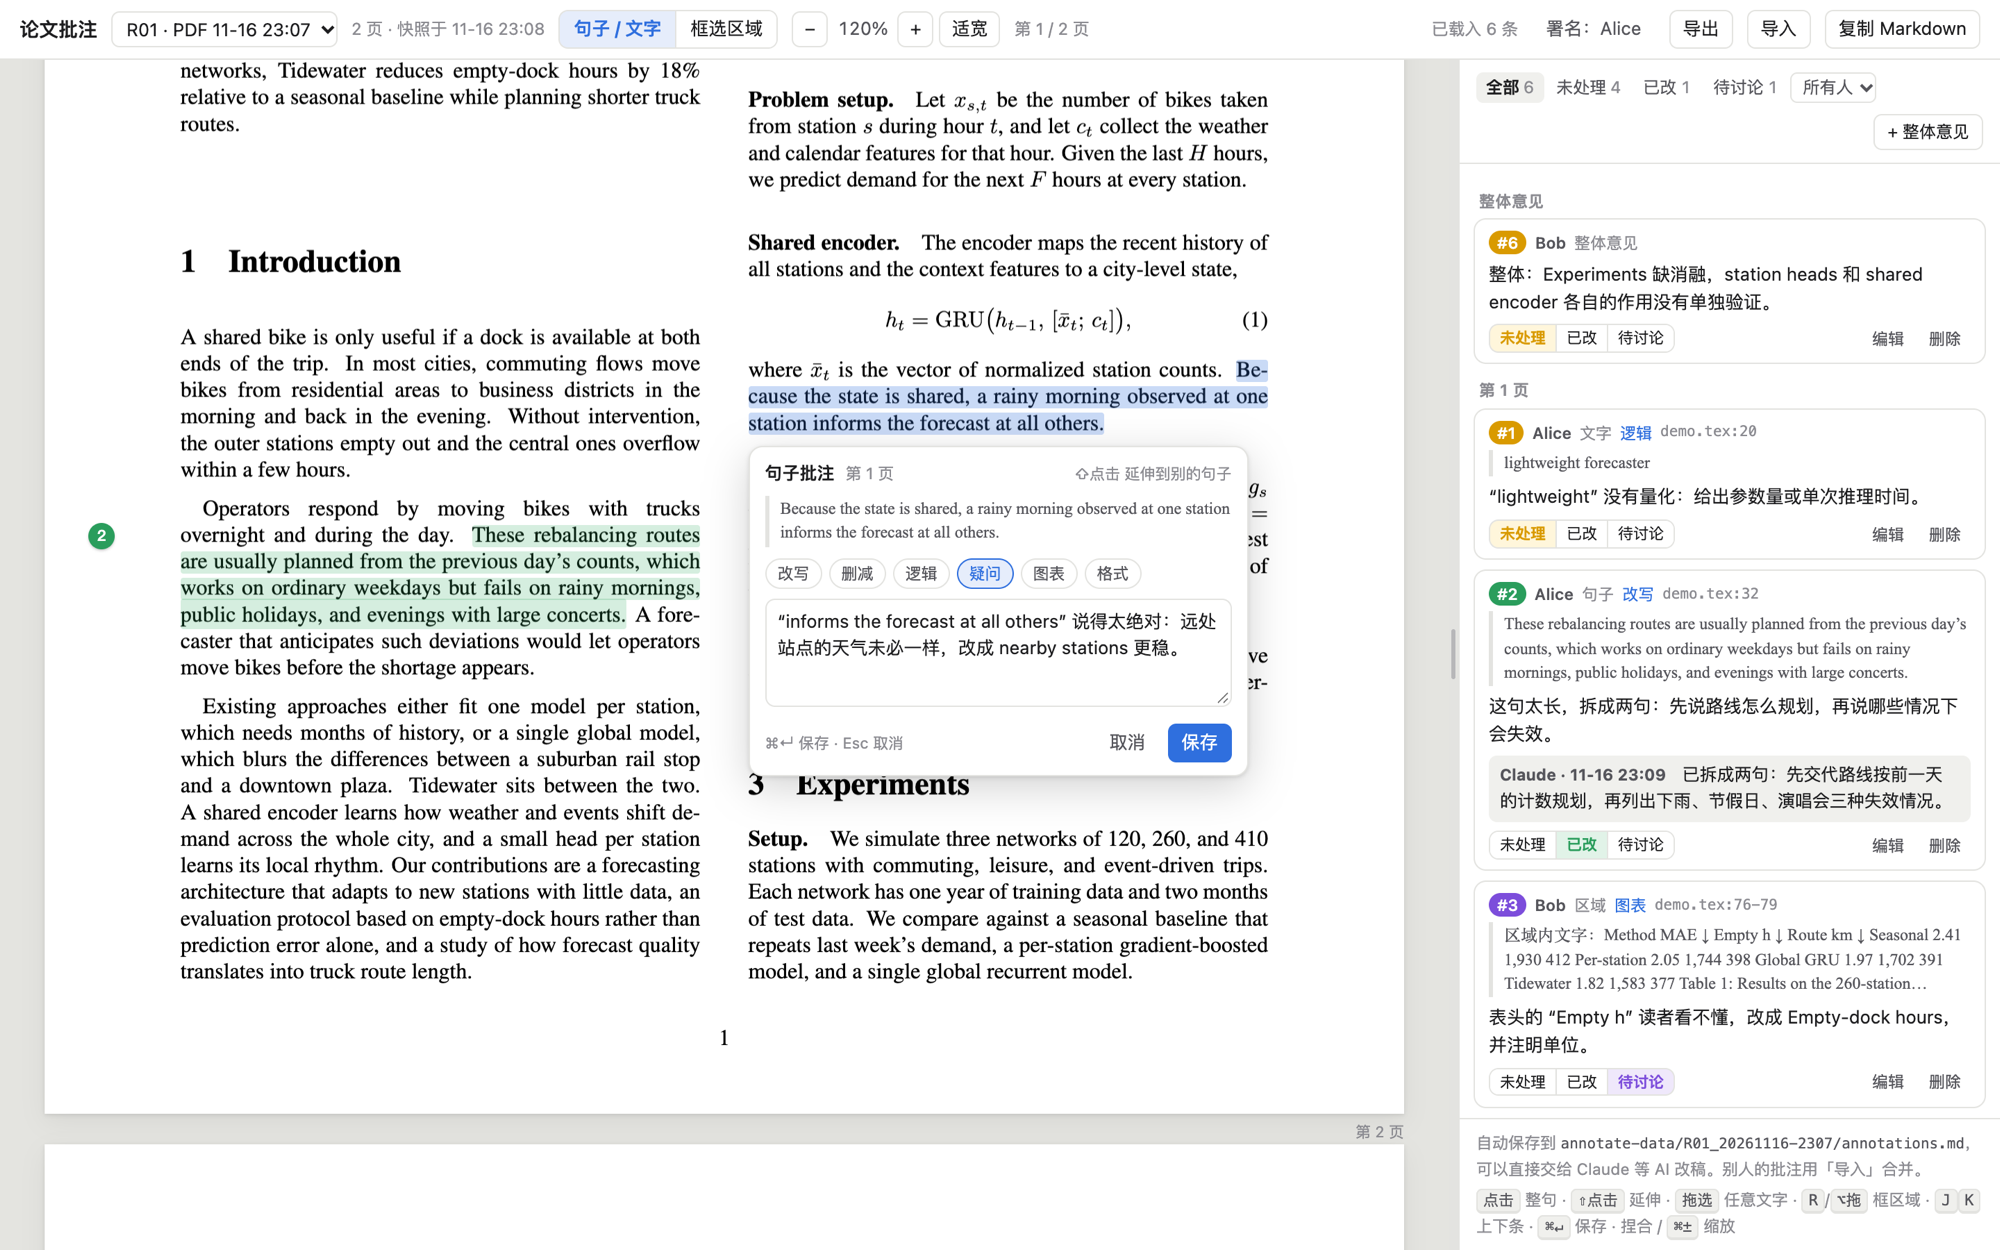 论文批注
R01 · PDF 11-16 23:07
2 页 · 快照于 11-16 23:08
句子 / 文字
框选区域
−
120%
+
适宽
第 1 / 2 页
已载入 6 条
署名： Alice
导出
导入
复制 Markdown
networks, Tidewater reduces empty-dock hours by 18%
relative to a seasonal baseline while planning shorter truck
routes.
1 Introduction
A shared bike is only useful if a dock is available at both
ends of the trip. In most cities, commuting flows move
bikes from residential areas to business districts in the
morning and back in the evening. Without intervention,
the outer stations empty out and the central ones overflow
within a few hours.
2
Operators respond by moving bikes with trucks
overnight and during the day. These rebalancing routes
are usually planned from the previous day's counts, which
works on ordinary weekdays but fails on rainy mornings,
public holidays, and evenings with large concerts. A fore-
caster that anticipates such deviations would let operators
move bikes before the shortage appears.
Existing approaches either fit one model per station,
which needs months of history, or a single global model,
which blurs the differences between a suburban rail stop
and a downtown plaza. Tidewater sits between the two.
A shared encoder learns how weather and events shift de-
mand across the whole city, and a small head per station
learns its local rhythm. Our contributions are a forecasting
architecture that adapts to new stations with little data, an
evaluation protocol based on empty-dock hours rather than
prediction error alone, and a study of how forecast quality
translates into truck route length.
Problem setup. Let x_{s,t} be the number of bikes taken
from station s during hour t, and let c_t collect the weather
and calendar features for that hour. Given the last H hours,
we predict demand for the next F hours at every station.
Shared encoder. The encoder maps the recent history of
all stations and the context features to a city-level state,
h_t = GRU(h_{t−1}, [x̄_t; c_t]), (1)
where x̄_t is the vector of normalized station counts. Be-
cause the state is shared, a rainy morning observed at one
station informs the forecast at all others.
g_s
=
est
of
ve
er-
句子批注 第 1 页
⇧点击 延伸到别的句子
Because the state is shared, a rainy morning observed at one station
informs the forecast at all others.
改写
删减
逻辑
疑问
图表
格式
“informs the forecast at all others” 说得太绝对：远处
站点的天气未必一样，改成 nearby stations 更稳。
⌘↵ 保存 · Esc 取消
取消
保存
3 Experiments
Setup. We simulate three networks of 120, 260, and 410
stations with commuting, leisure, and event-driven trips.
Each network has one year of training data and two months
of test data. We compare against a seasonal baseline that
repeats last week's demand, a per-station gradient-boosted
model, and a single global recurrent model.
1
第 2 页
全部 6
未处理 4
已改 1
待讨论 1
所有人
+ 整体意见
整体意见
#6 Bob 整体意见
整体：Experiments 缺消融，station heads 和 shared
encoder 各自的作用没有单独验证。
未处理 已改 待讨论 编辑 删除
第 1 页
#1 Alice 文字 逻辑 demo.tex:20
lightweight forecaster
“lightweight” 没有量化：给出参数量或单次推理时间。
未处理 已改 待讨论 编辑 删除
#2 Alice 句子 改写 demo.tex:32
These rebalancing routes are usually planned from the previous day's
counts, which works on ordinary weekdays but fails on rainy
mornings, public holidays, and evenings with large concerts.
这句太长，拆成两句：先说路线怎么规划，再说哪些情况下
会失效。
Claude · 11-16 23:09 已拆成两句：先交代路线按前一天
的计数规划，再列出下雨、节假日、演唱会三种失效情况。
未处理 已改 待讨论 编辑 删除
#3 Bob 区域 图表 demo.tex:76–79
区域内文字：Method MAE ↓ Empty h ↓ Route km ↓ Seasonal 2.41
1,930 412 Per-station 2.05 1,744 398 Global GRU 1.97 1,702 391
Tidewater 1.82 1,583 377 Table 1: Results on the 260-station…
表头的 “Empty h” 读者看不懂，改成 Empty-dock hours，
并注明单位。
未处理 已改 待讨论 编辑 删除
自动保存到 annotate-data/R01_20261116-2307/annotations.md，
可以直接交给 Claude 等 AI 改稿。别人的批注用「导入」合并。
点击 整句 · ⇧点击 延伸 · 拖选 任意文字 · R / ⌥拖 框区域 · J K
上下条 · ⌘↵ 保存 · 捏合 / ⌘± 缩放